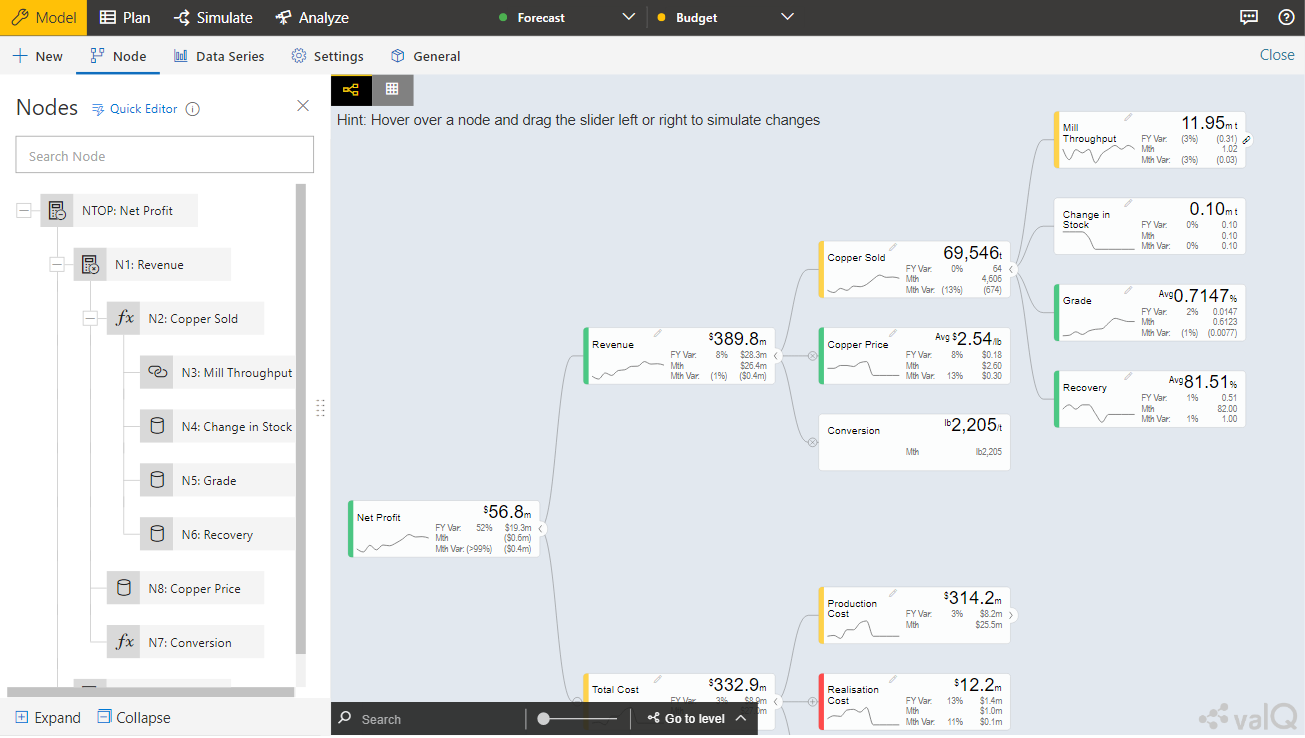 Model Plan Simulate Analyze Forecast Budget
New Node Data Series Settings General Close
Nodes Quick Editor
Search Node
NTOP: Net Profit
N1: Revenue
N2: Copper Sold
N3: Mill Throughput
N4: Change in Stock
N5: Grade
N6: Recovery
N8: Copper Price
N7: Conversion
Expand Collapse
Hint: Hover over a node and drag the slider left or right to simulate changes
Mill Throughput 11.95m t
FY Var. (3%) (0.31)
Mth 1.02
Mth Var. (3%) (0.03)
Change in Stock 0.10m t
FY Var. 0% 0.10
Mth 0.10
Mth Var. 0% 0.10
Copper Sold 69,546t
FY Var. 0% 64
Mth 4,606
Mth Var. (13%) (674)
Grade Avg0.7147%
FY Var. 2% 0.0147
Mth 0.6123
Mth Var. (1%) (0.0077)
Revenue $389.8m
FY Var. 8% $28.3m
Mth $26.4m
Mth Var. (1%) ($0.4m)
Copper Price Avg $2.54/lb
FY Var. 8% $0.18
Mth $2.60
Mth Var. 13% $0.30
Recovery Avg81.51%
FY Var. 1% 0.51
Mth 82.00
Mth Var. 1% 1.00
Conversion lb2,205/t
Mth lb2,205
Net Profit $56.8m
FY Var. 52% $19.3m
Mth ($0.6m)
Mth Var. (>99%) ($0.4m)
Production Cost $314.2m
FY Var. 3% $8.2m
Mth $25.5m
Total Cost $332.9m
FY Var. 3%
Realisation Cost $12.2m
FY Var. 13% $1.4m
Mth $1.0m
Mth Var. 11% $0.1m
Search Go to level
valQ